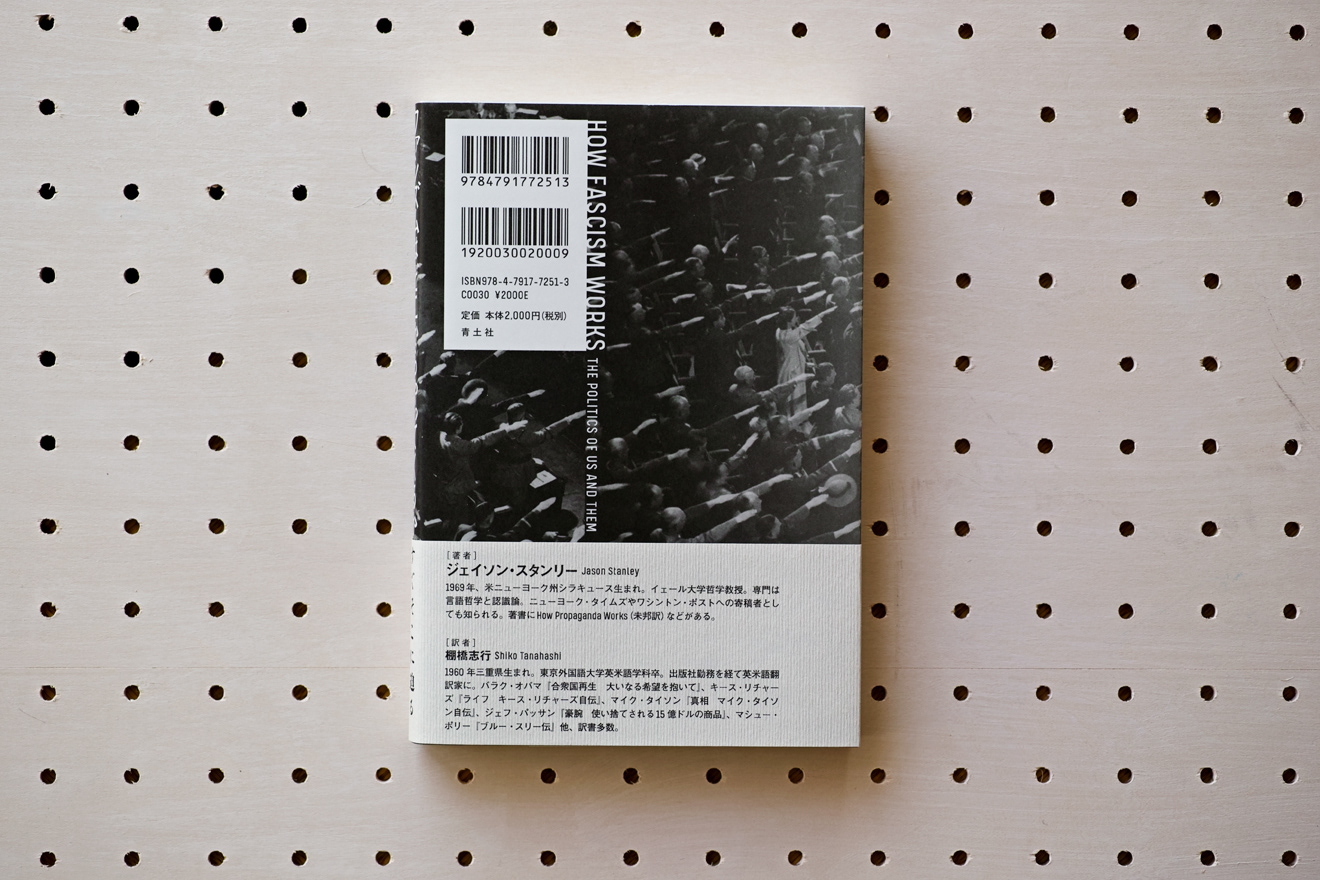 9784791772513
1920030020009
ISBN978-4-7917-7251-3
C0030 ¥2000E
定価 本体2,000円(税別)
青土社
HOW FASCISM WORKS THE POLITICS OF US AND THEM
[著者]
ジェイソン・スタンリー Jason Stanley
1969年、米ニューヨーク州シラキュース生まれ。イェール大学哲学教授。専門は
言語哲学と認識論。ニューヨーク・タイムズやワシントン・ポストへの寄稿者とし
ても知られる。著書にHow Propaganda Works(未邦訳)などがある。
[訳者]
棚橋志行 Shiko Tanahashi
1960年三重県生まれ。東京外国語大学英米語学科卒。出版社勤務を経て英米語翻
訳家に。バラク・オバマ『合衆国再生 大いなる希望を抱いて』、キース・リチャー
ズ『ライフ キース・リチャーズ自伝』、マイク・タイソン『真相 マイク・タイソ
ン自伝』、ジェフ・パッサン『豪腕 使い捨てされる15億ドルの商品』、マシュー・
ポリー『ブルー・スリー伝』他、訳書多数。